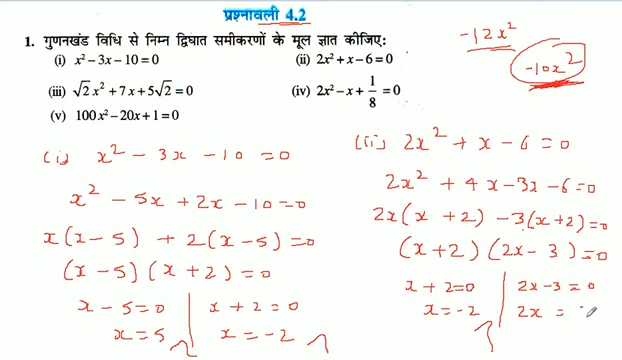 प्रश्नावली 4.2
1. गुणनखंड विधि से निम्न द्विघात समीकरणों के मूल ज्ञात कीजिए:
(i) x² – 3x – 10 = 0 (ii) 2x² + x – 6 = 0
(iii) √2 x² + 7x + 5√2 = 0 (iv) 2x² – x + 1/8 = 0
(v) 100x² – 20x + 1 = 0
-12x²
-10x²
(i) x² - 3x - 10 = 0
x² - 5x + 2x - 10 = 0
x(x - 5) + 2(x - 5) = 0
(x - 5)(x + 2) = 0
x - 5 = 0 | x + 2 = 0
x = 5 | x = -2
(ii) 2x² + x - 6 = 0
2x² + 4x - 3x - 6 = 0
2x(x + 2) - 3(x + 2) = 0
(x + 2)(2x - 3) = 0
x + 2 = 0 | 2x - 3 = 0
x = -2 | 2x =